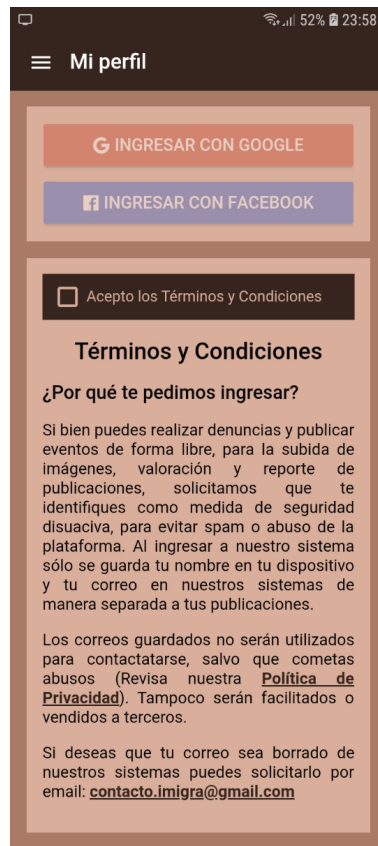 52% 23:58
Mi perfil
INGRESAR CON GOOGLE
INGRESAR CON FACEBOOK
Acepto los Términos y Condiciones
Términos y Condiciones
¿Por qué te pedimos ingresar?
Si bien puedes realizar denuncias y publicar
eventos de forma libre, para la subida de
imágenes, valoración y reporte de
publicaciones, solicitamos que te
identifiques como medida de seguridad
disuaciva, para evitar spam o abuso de la
plataforma. Al ingresar a nuestro sistema
sólo se guarda tu nombre en tu dispositivo
y tu correo en nuestros sistemas de
manera separada a tus publicaciones.
Los correos guardados no serán utilizados
para contactatarse, salvo que cometas
abusos (Revisa nuestra Política de
Privacidad). Tampoco serán facilitados o
vendidos a terceros.
Si deseas que tu correo sea borrado de
nuestros sistemas puedes solicitarlo por
email: contacto.imigra@gmail.com